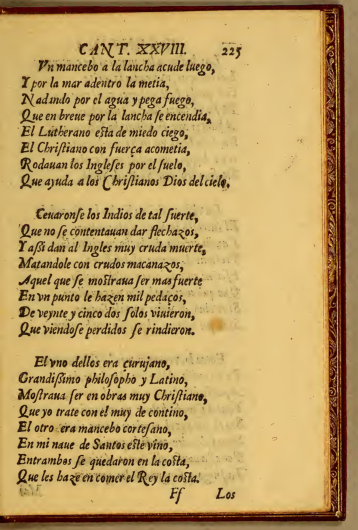 CANT. XXVIII. 225
Vn mancebo a la lancha acude luego,
Y por la mar adentro la metia,
Nadando por el agua y pega fuego,
Que en breue por la lancha se encendia,
El Lutherano esta de miedo ciego,
El Christiano con fuerça acometia,
Rodauan los Ingleses por el suelo,
Que ayuda a los Christianos Dios del cielo.
Ceuaronse los Indios de tal suerte,
Que no se contentauan dar flechazos,
Y assi dan al Ingles muy cruda muerte,
Matandole con crudos macanazos,
Aquel que se mostraua ser mas fuerte
En vn punto le hazen mil pedaços,
De veynte y cinco dos solos viuieron,
Que viendose perdidos se rindieron.
El vno dellos era çurujano,
Grandissimo philosopho y Latino,
Mostraua ser en obras muy Christiano,
Que yo trate con el muy de contino,
El otro era mancebo cortesano,
En mi naue de Santos este vino,
Entrambos se quedaron en la costa,
Que les haze en comer el Rey la costa.
Ff Los